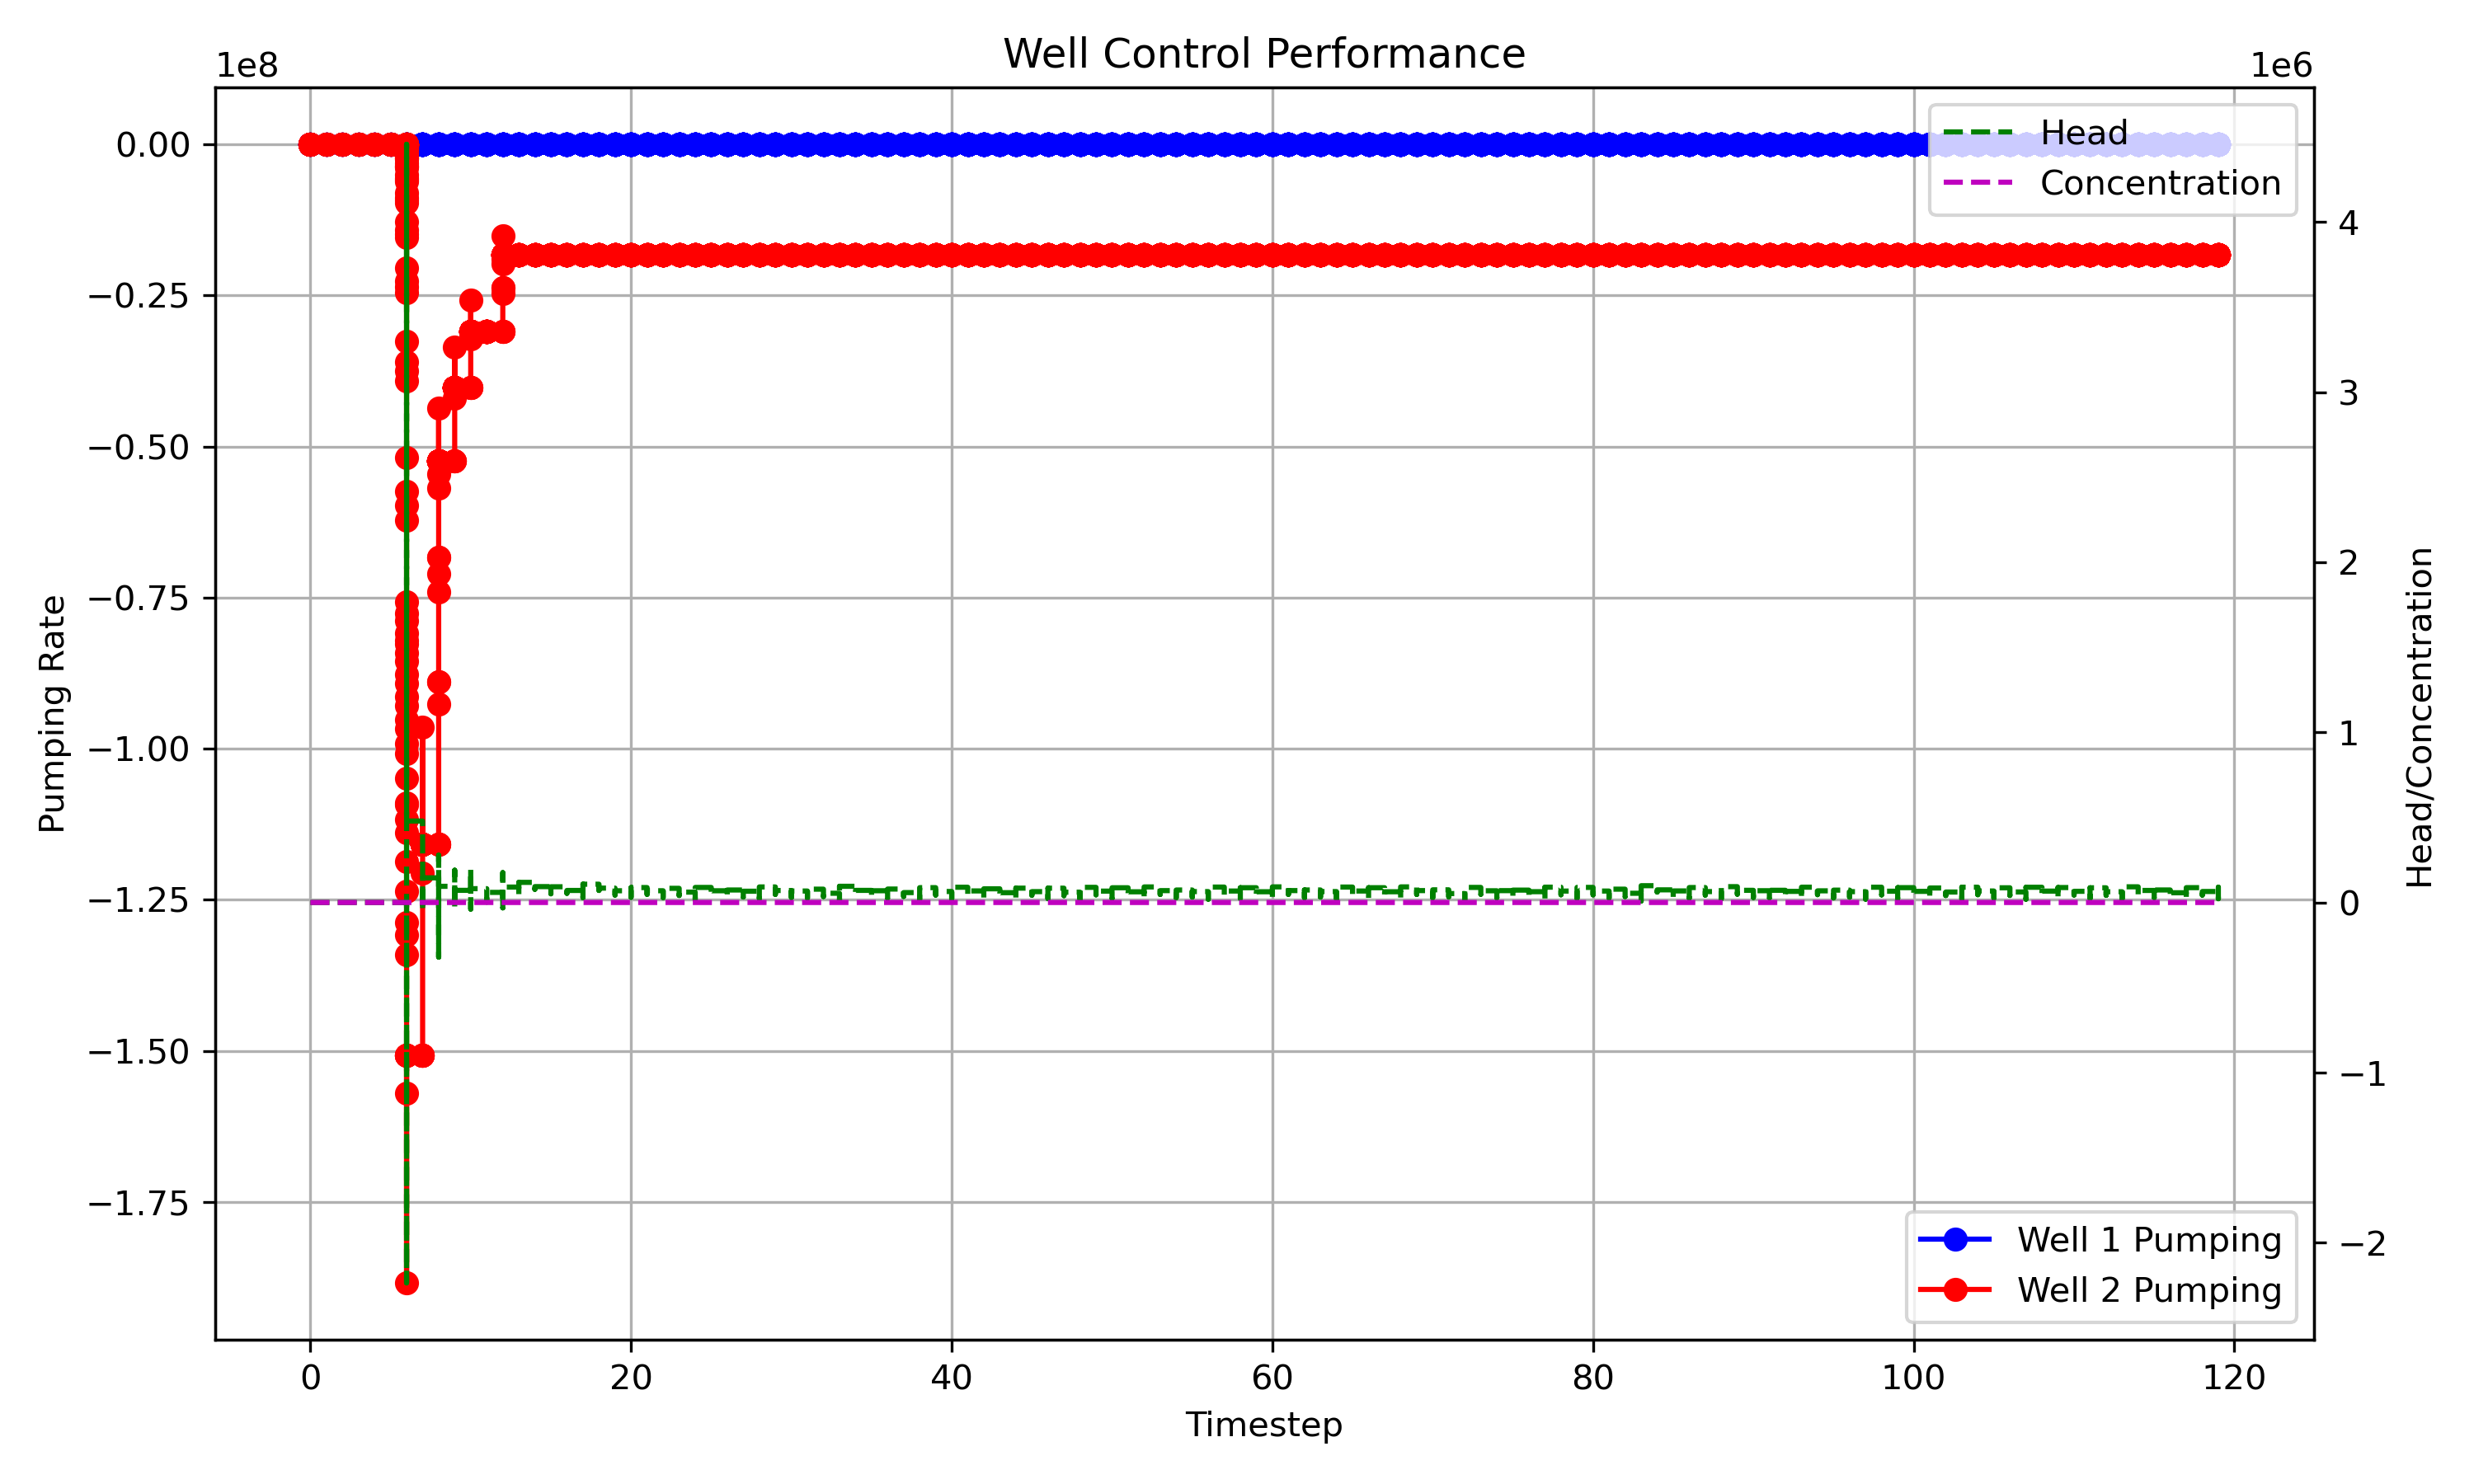 Well Control Performance
1e8
1e6
0.00
−0.25
−0.50
−0.75
−1.00
−1.25
−1.50
−1.75
Pumping Rate
Head
Concentration
4
3
2
1
0
−1
−2
Head/Concentration
Well 1 Pumping
Well 2 Pumping
0 20 40 60 80 100 120
Timestep